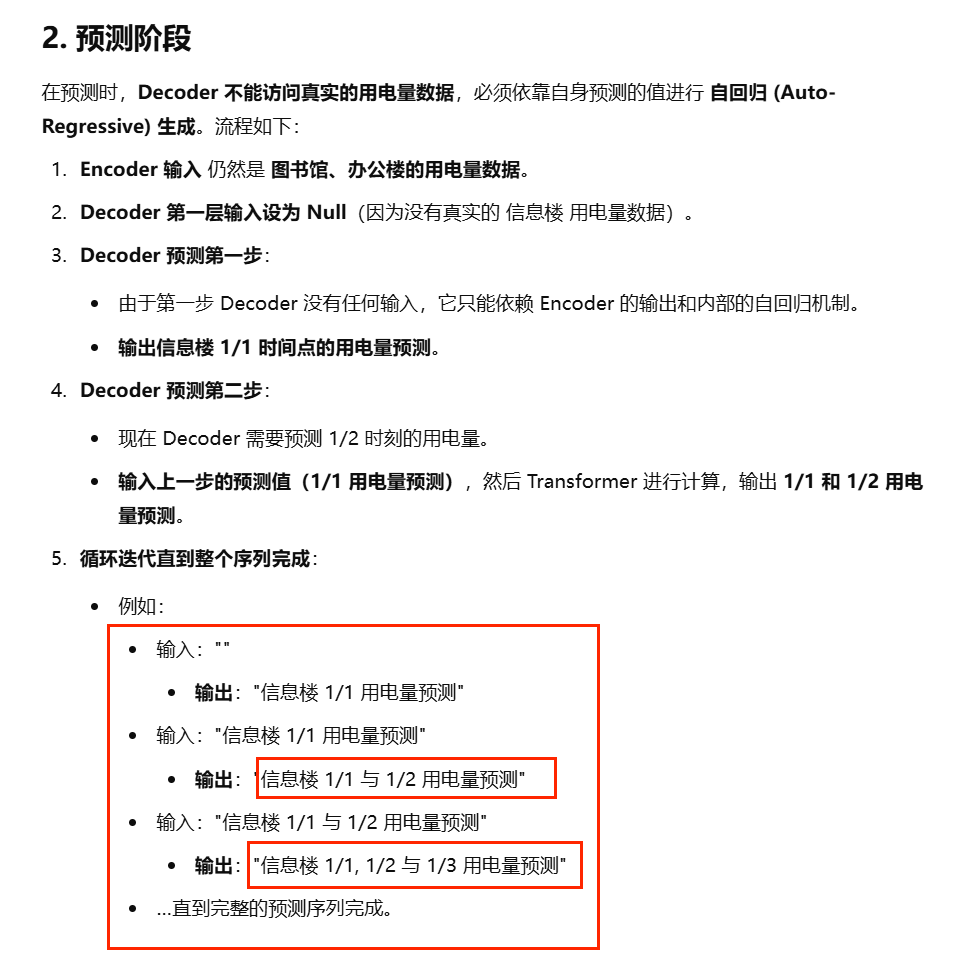 2. 预测阶段
在预测时，Decoder 不能访问真实的用电量数据，必须依靠自身预测的值进行 自回归 (Auto-
Regressive) 生成。流程如下：
1. Encoder 输入 仍然是 图书馆、办公楼的用电量数据。
2. Decoder 第一层输入设为 Null（因为没有真实的 信息楼 用电量数据）。
3. Decoder 预测第一步：
• 由于第一步 Decoder 没有任何输入，它只能依赖 Encoder 的输出和内部的自回归机制。
• 输出信息楼 1/1 时间点的用电量预测。
4. Decoder 预测第二步：
• 现在 Decoder 需要预测 1/2 时刻的用电量。
• 输入上一步的预测值（1/1 用电量预测），然后 Transformer 进行计算，输出 1/1 和 1/2 用电
量预测。
5. 循环迭代直到整个序列完成：
• 例如：
• 输入：""
• 输出："信息楼 1/1 用电量预测"
• 输入："信息楼 1/1 用电量预测"
• 输出："信息楼 1/1 与 1/2 用电量预测"
• 输入："信息楼 1/1 与 1/2 用电量预测"
• 输出："信息楼 1/1, 1/2 与 1/3 用电量预测"
• ...直到完整的预测序列完成。